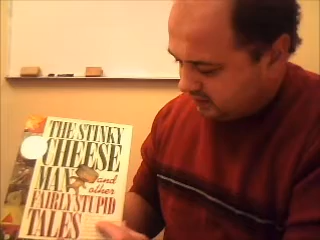 THE STINKY
CHEESE
MAN and
other
FAIRLY STUPID
TALES